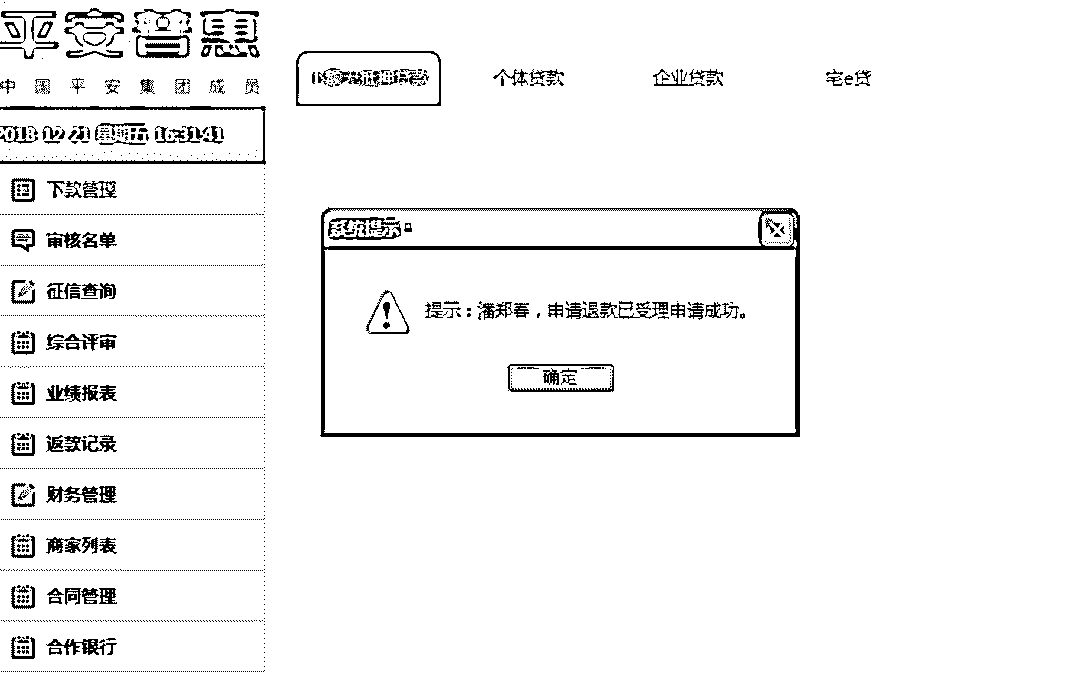 平安普惠
中国平安集团成员
2018 12 21 星期五 16:31:41
个体贷款
企业贷款
宅e贷
下款管理
审核名单
征信查询
综合评审
业绩报表
返款记录
财务管理
商家列表
合同管理
合作银行
系统提示
提示：潘郑春，申请退款已受理申请成功。
确定